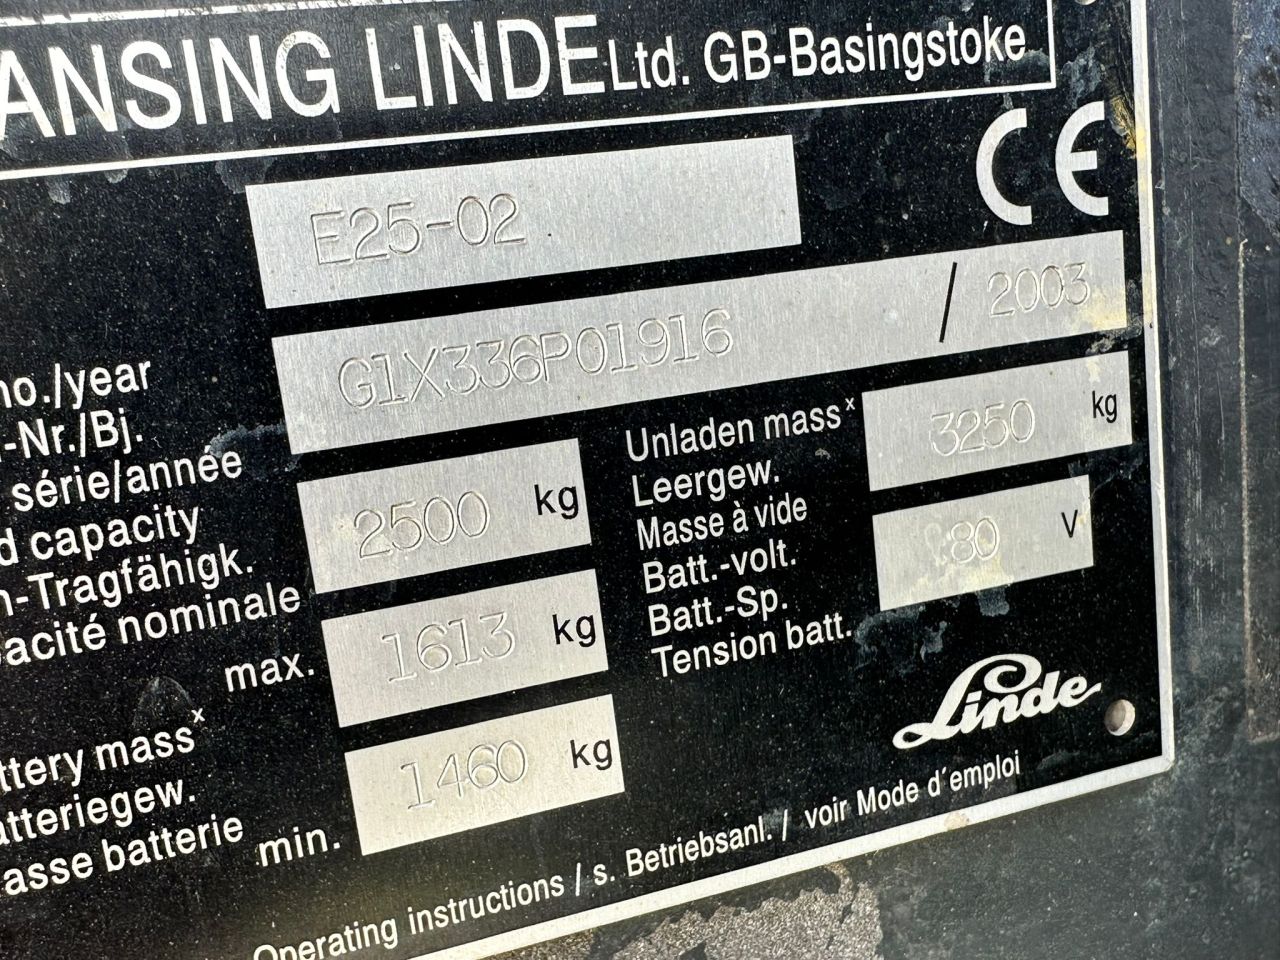 ANSING LINDE Ltd. GB-Basingstoke
CE
E25-02
G1X336P01916 / 2003
no./year
-Nr./Bj.
série/année
2500 kg
d capacity
n-Tragfähigk.
acité nominale
max. 1613 kg
ttery mass x
atteriegew.
asse batterie
min. 1460 kg
Unladen mass x
Leergew.
Masse à vide
3250 kg
Batt.-volt.
Batt.-Sp.
Tension batt.
80 V
Linde
Operating instructions / s. Betriebsanl. / voir Mode d'emploi